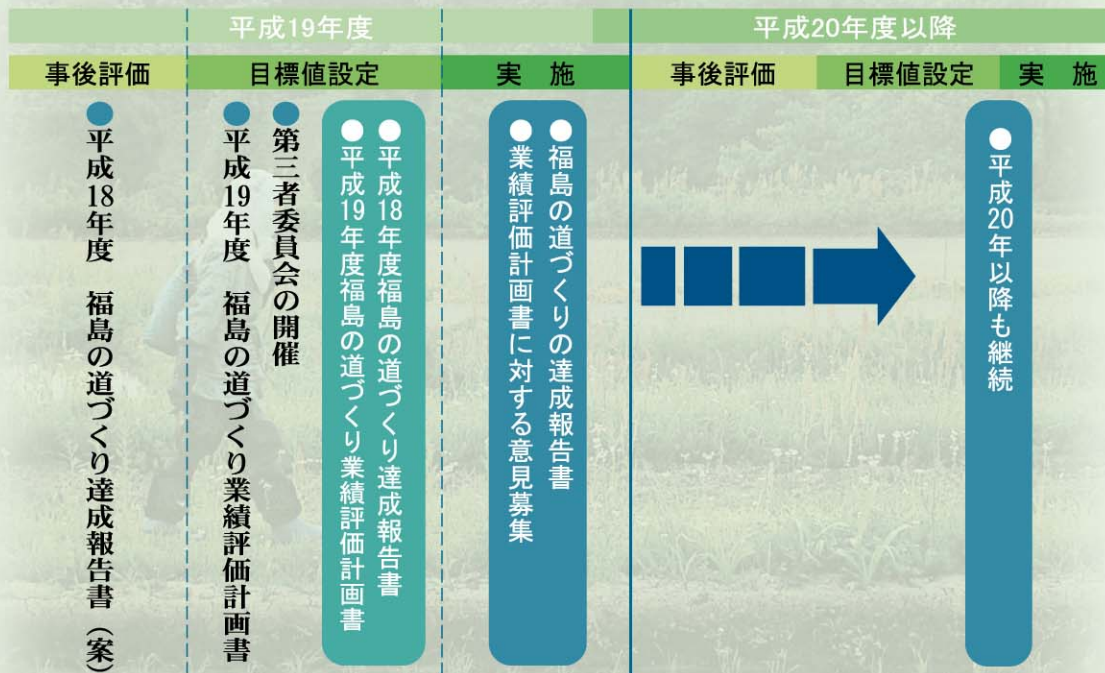 平成19年度
平成20年度以降
事後評価
目標値設定
実 施
事後評価
目標値設定
実 施
●平成18年度 福島の道づくり達成報告書（案）
●平成19年度 福島の道づくり業績評価計画書
●第三者委員会の開催
●平成19年度福島の道づくり業績評価計画書
●平成18年度福島の道づくり達成報告書
●業績評価計画書に対する意見募集
●福島の道づくりの達成報告書
●平成20年以降も継続